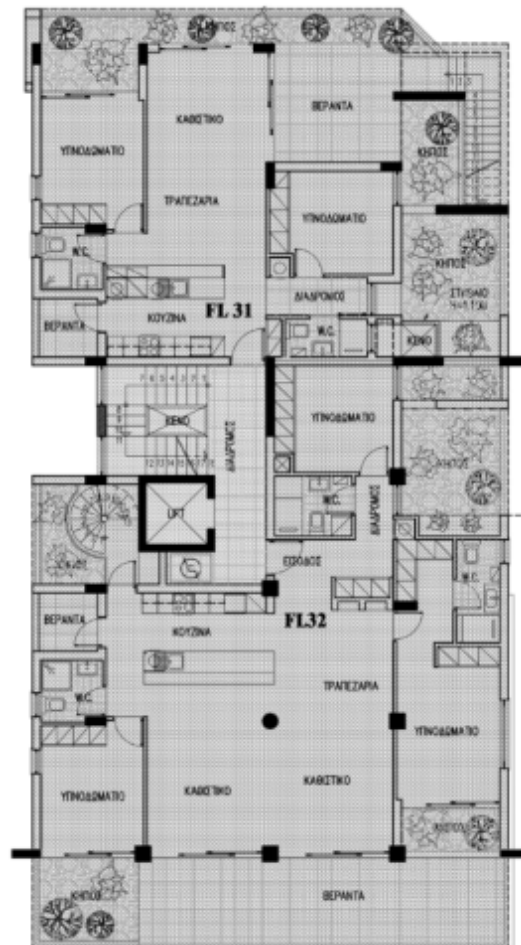 ΚΗΠΟΣ
ΒΕΡΑΝΤΑ
ΚΑΘΙΣΤΙΚΟ
ΥΠΝΟΔΩΜΑΤΙΟ
ΚΗΠΟΣ
ΤΡΑΠΕΖΑΡΙΑ
ΥΠΝΟΔΩΜΑΤΙΟ
W.C.
ΚΗΠΟΣ
ΔΙΑΔΡΟΜΟΣ
ΒΕΡΑΝΤΑ
ΚΟΥΖΙΝΑ
FL 31
W.C.
ΚΕΝΟ
ΥΠΝΟΔΩΜΑΤΙΟ
ΚΕΝΟ
ΔΙΑΔΡΟΜΟΣ
ΚΗΠΟΣ
W.C.
ΔΙΑΔΡΟΜΟΣ
LIFT
ΕΙΣΟΔΟΣ
W.C.
ΒΕΡΑΝΤΑ
ΚΟΥΖΙΝΑ
FL32
W.C.
ΤΡΑΠΕΖΑΡΙΑ
ΥΠΝΟΔΩΜΑΤΙΟ
ΥΠΝΟΔΩΜΑΤΙΟ
ΚΑΘΙΣΤΙΚΟ
ΚΑΘΙΣΤΙΚΟ
ΚΗΠΟΣ
ΒΕΡΑΝΤΑ